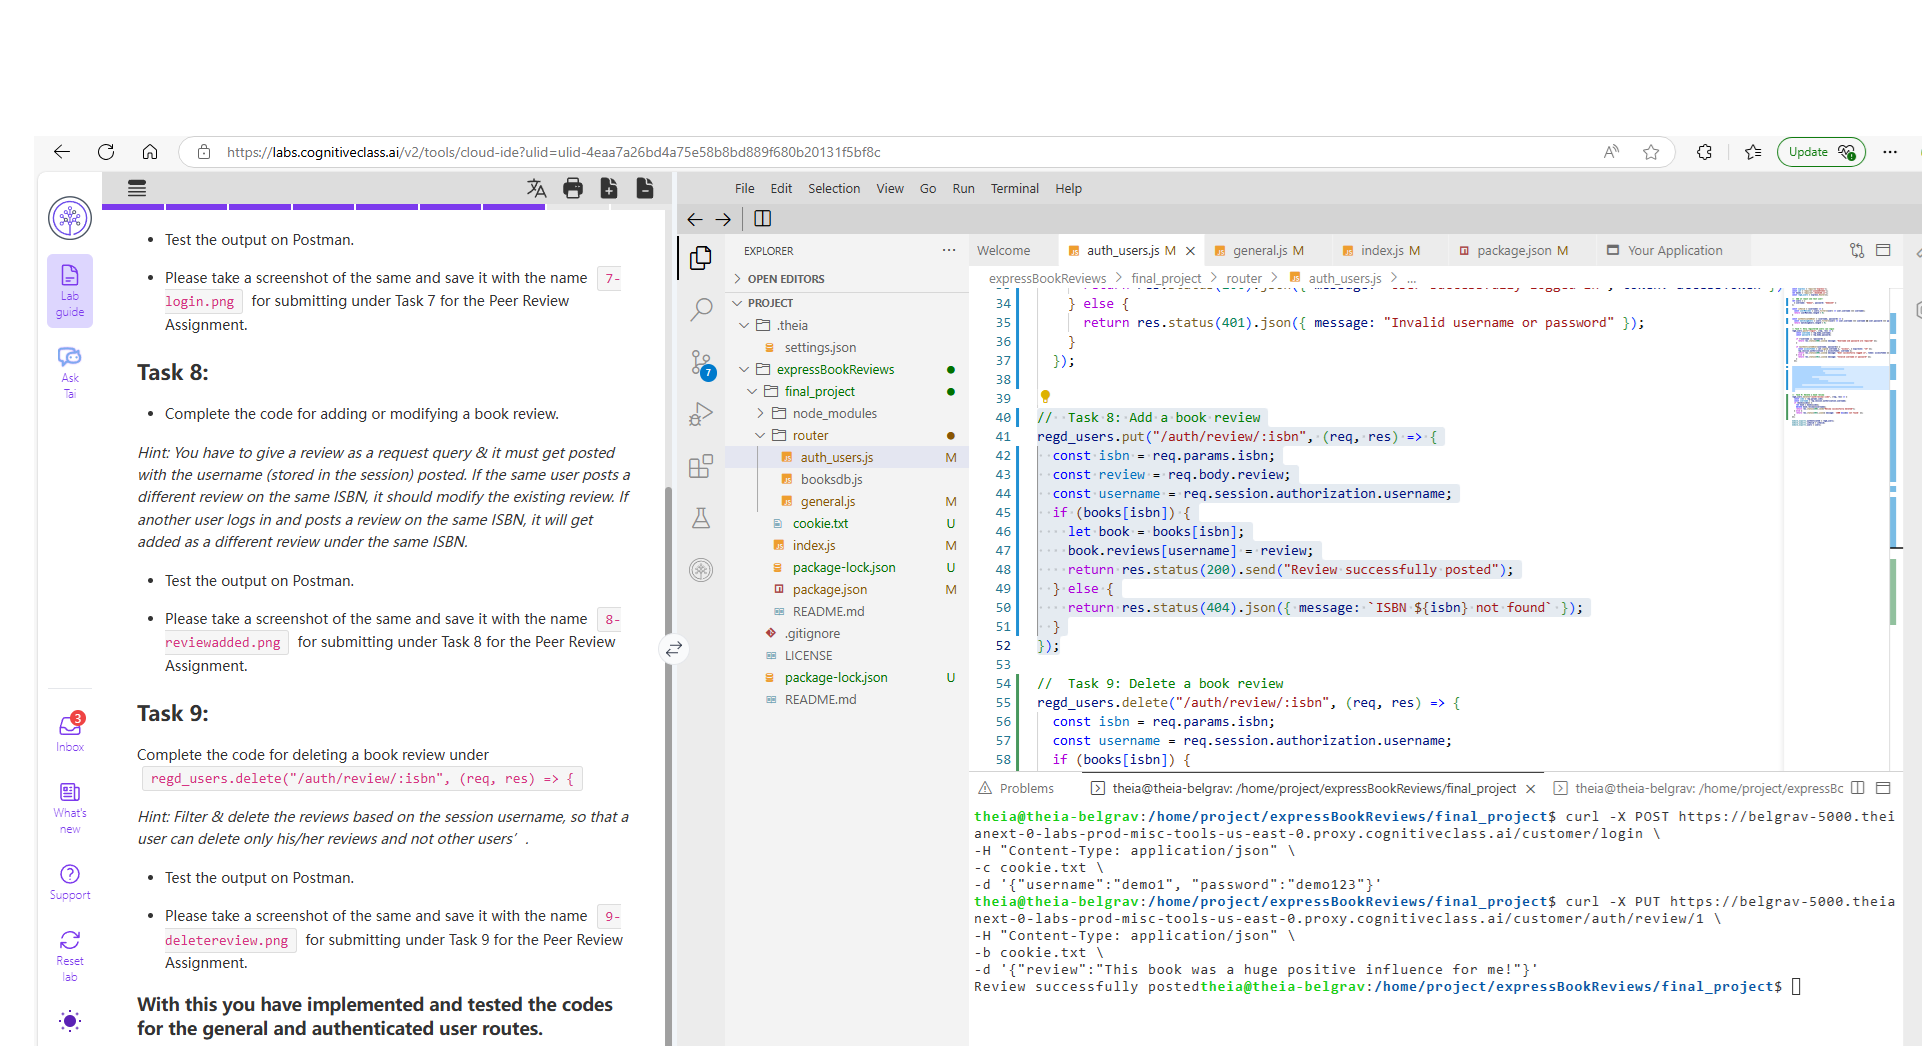 https://labs.cognitiveclass.ai/v2/tools/cloud-ide?ulid=ulid-4eaa7a26bd4a75e58b8bd889f680b20131f5bf8c
Update
Lab
guide
Ask
Tai
3
Inbox
What's
new
Support
Reset
lab
Test the output on Postman.
Please take a screenshot of the same and save it with the name 7-
login.png for submitting under Task 7 for the Peer Review
Assignment.
Task 8:
Complete the code for adding or modifying a book review.
Hint: You have to give a review as a request query & it must get posted
with the username (stored in the session) posted. If the same user posts a
different review on the same ISBN, it should modify the existing review. If
another user logs in and posts a review on the same ISBN, it will get
added as a different review under the same ISBN.
Test the output on Postman.
Please take a screenshot of the same and save it with the name 8-
reviewadded.png for submitting under Task 8 for the Peer Review
Assignment.
Task 9:
Complete the code for deleting a book review under
regd_users.delete("/auth/review/:isbn", (req, res) => {
Hint: Filter & delete the reviews based on the session username, so that a
user can delete only his/her reviews and not other users' .
Test the output on Postman.
Please take a screenshot of the same and save it with the name 9-
deletereview.png for submitting under Task 9 for the Peer Review
Assignment.
With this you have implemented and tested the codes
for the general and authenticated user routes.
File Edit Selection View Go Run Terminal Help
7
EXPLORER
OPEN EDITORS
PROJECT
.theia
settings.json
expressBookReviews
final_project
node_modules
router
auth_users.js M
booksdb.js
general.js M
cookie.txt U
index.js M
package-lock.json U
package.json M
README.md
.gitignore
LICENSE
package-lock.json U
README.md
Welcome auth_users.js M general.js M index.js M package.json M Your Application
expressBookReviews > final_project > router > auth_users.js > ...
34 } else {
35 return res.status(401).json({ message: "Invalid username or password" });
36 }
37 });
38
39
40 // Task 8: Add a book review
41 regd_users.put("/auth/review/:isbn", (req, res) => {
42 const isbn = req.params.isbn;
43 const review = req.body.review;
44 const username = req.session.authorization.username;
45 if (books[isbn]) {
46 let book = books[isbn];
47 book.reviews[username] = review;
48 return res.status(200).send("Review successfully posted");
49 } else {
50 return res.status(404).json({ message: `ISBN ${isbn} not found` });
51 }
52 });
53
54 // Task 9: Delete a book review
55 regd_users.delete("/auth/review/:isbn", (req, res) => {
56 const isbn = req.params.isbn;
57 const username = req.session.authorization.username;
58 if (books[isbn]) {
Problems theia@theia-belgrav: /home/project/expressBookReviews/final_project theia@theia-belgrav: /home/project/expressBc
theia@theia-belgrav:/home/project/expressBookReviews/final_project$ curl -X POST https://belgrav-5000.thei
anext-0-labs-prod-misc-tools-us-east-0.proxy.cognitiveclass.ai/customer/login \
-H "Content-Type: application/json" \
-c cookie.txt \
-d '{"username":"demo1", "password":"demo123"}'
theia@theia-belgrav:/home/project/expressBookReviews/final_project$ curl -X PUT https://belgrav-5000.theia
next-0-labs-prod-misc-tools-us-east-0.proxy.cognitiveclass.ai/customer/auth/review/1 \
-H "Content-Type: application/json" \
-b cookie.txt \
-d '{"review":"This book was a huge positive influence for me!"}'
Review successfully postedtheia@theia-belgrav:/home/project/expressBookReviews/final_project$